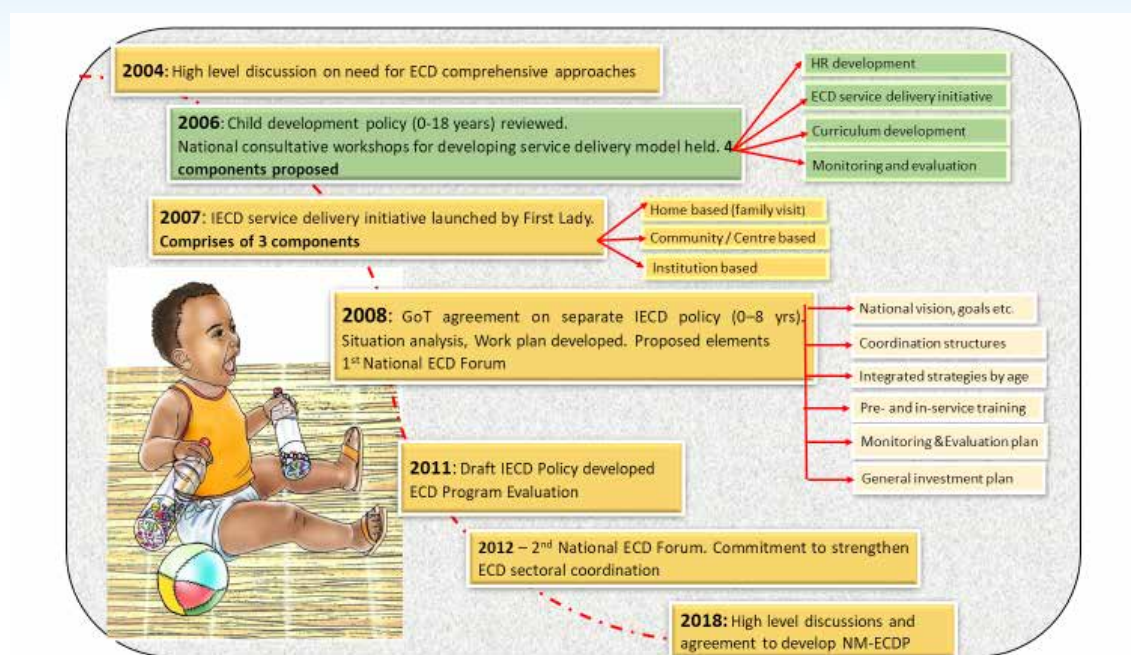 2004: High level discussion on need for ECD comprehensive approaches
2006: Child development policy (0-18 years) reviewed.
National consultative workshops for developing service delivery model held. 4
components proposed
HR development
ECD service delivery initiative
Curriculum development
Monitoring and evaluation
2007: IECD service delivery initiative launched by First Lady.
Comprises of 3 components
Home based (family visit)
Community / Centre based
Institution based
2008: GoT agreement on separate IECD policy (0–8 yrs).
Situation analysis, Work plan developed. Proposed elements
1st National ECD Forum
National vision, goals etc.
Coordination structures
Integrated strategies by age
Pre- and in-service training
Monitoring & Evaluation plan
General investment plan
2011: Draft IECD Policy developed
ECD Program Evaluation
2012 – 2nd National ECD Forum. Commitment to strengthen
ECD sectoral coordination
2018: High level discussions and
agreement to develop NM-ECDP